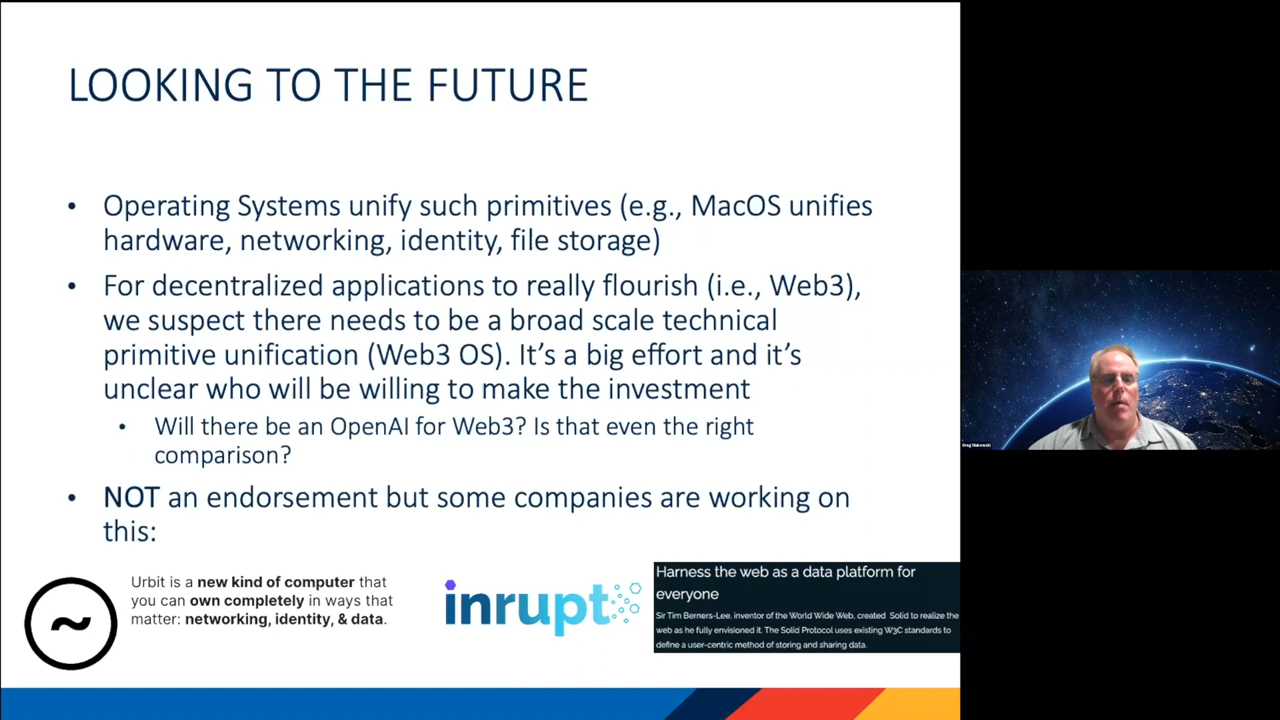 LOOKING TO THE FUTURE
• Operating Systems unify such primitives (e.g., MacOS unifies
hardware, networking, identity, file storage)
• For decentralized applications to really flourish (i.e., Web3),
we suspect there needs to be a broad scale technical
primitive unification (Web3 OS). It's a big effort and it's
unclear who will be willing to make the investment
• Will there be an OpenAI for Web3? Is that even the right
comparison?
• NOT an endorsement but some companies are working on
this:
~
Urbit is a new kind of computer that
you can own completely in ways that
matter: networking, identity, & data.
inrupt
Harness the web as a data platform for
everyone
Sir Tim Berners-Lee, inventor of the World Wide Web, created Solid to realize the
web as he fully envisioned it. The Solid Protocol uses existing W3C standards to
define a user-centric method of storing and sharing data.
Greg Makowski